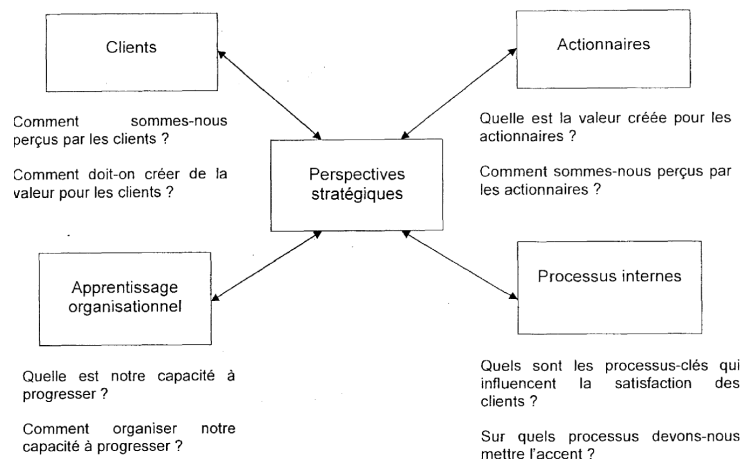 Clients
Comment sommes-nous
perçus par les clients ?
Comment doit-on créer de la
valeur pour les clients ?
Actionnaires
Quelle est la valeur créée pour les
actionnaires ?
Comment sommes-nous perçus par
les actionnaires ?
Perspectives
stratégiques
Apprentissage
organisationnel
Quelle est notre capacité à
progresser ?
Comment organiser notre
capacité à progresser ?
Processus internes
Quels sont les processus-clés qui
influencent la satisfaction des
clients ?
Sur quels processus devons-nous
mettre l'accent ?